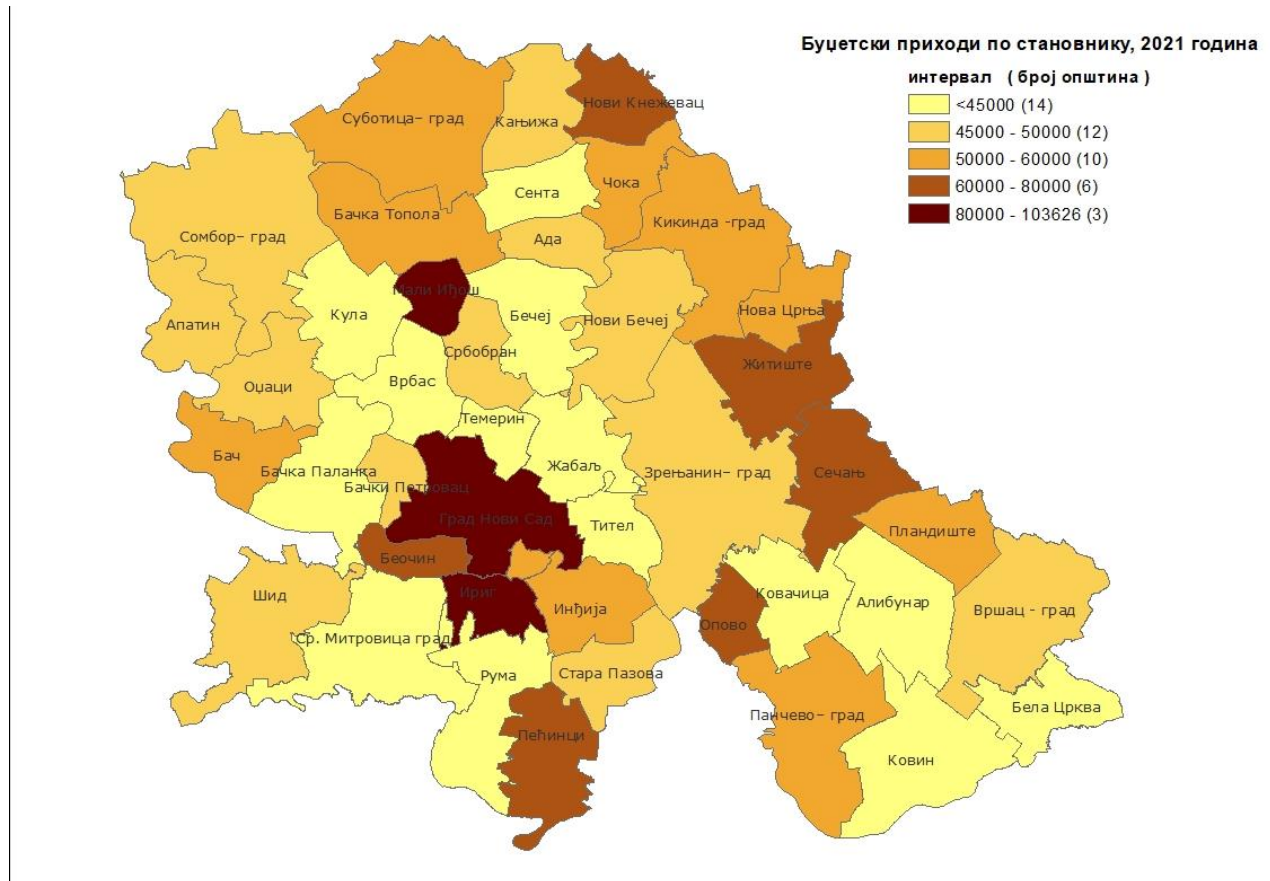 Буџетски приходи по становнику, 2021 година
интервал ( број општина )
<45000 (14)
45000 - 50000 (12)
50000 - 60000 (10)
60000 - 80000 (6)
80000 - 103626 (3)
Нови Кнежевац
Суботица- град
Кањижа
Чока
Сента
Бачка Топола
Кикинда -град
Сомбор- град
Ада
Мали Иђош
Нова Црња
Кула
Бечеј
Нови Бечеј
Апатин
Србобран
Житиште
Врбас
Оџаци
Темерин
Бач
Жабаљ
Бачка Паланка
Зрењанин- град
Сечањ
Бачки Петровац
Град Нови Сад
Тител
Пландиште
Беочин
Ириг
Ковачица
Шид
Алибунар
Инђија
Вршац - град
Опово
Ср. Митровица град
Рума
Стара Пазова
Бела Црква
Панчево- град
Пећинци
Ковин